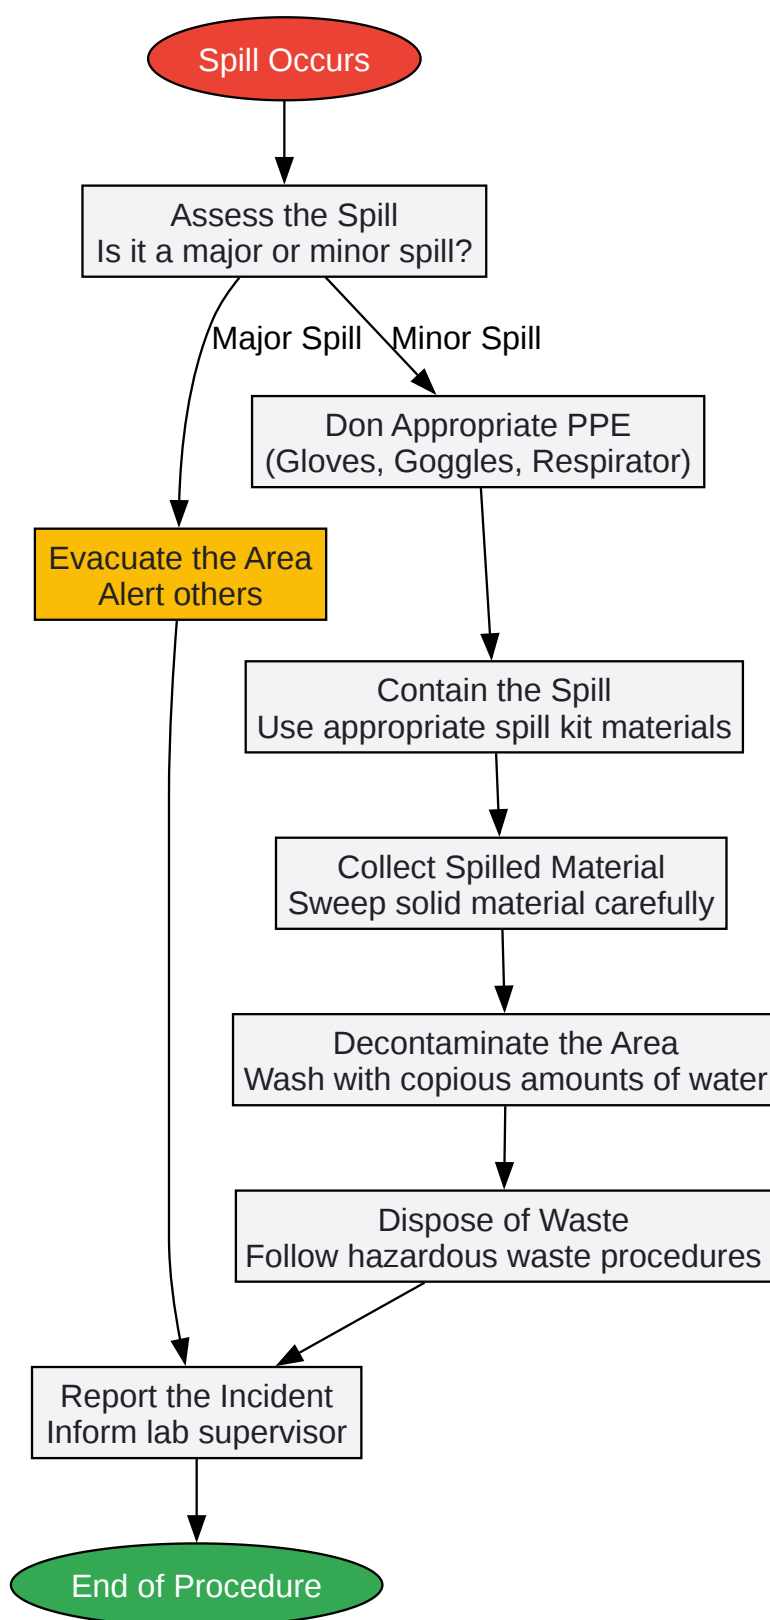 Spill Occurs
Assess the Spill
Is it a major or minor spill?
Major Spill
Minor Spill
Don Appropriate PPE
(Gloves, Goggles, Respirator)
Evacuate the Area
Alert others
Contain the Spill
Use appropriate spill kit materials
Collect Spilled Material
Sweep solid material carefully
Decontaminate the Area
Wash with copious amounts of water
Dispose of Waste
Follow hazardous waste procedures
Report the Incident
Inform lab supervisor
End of Procedure